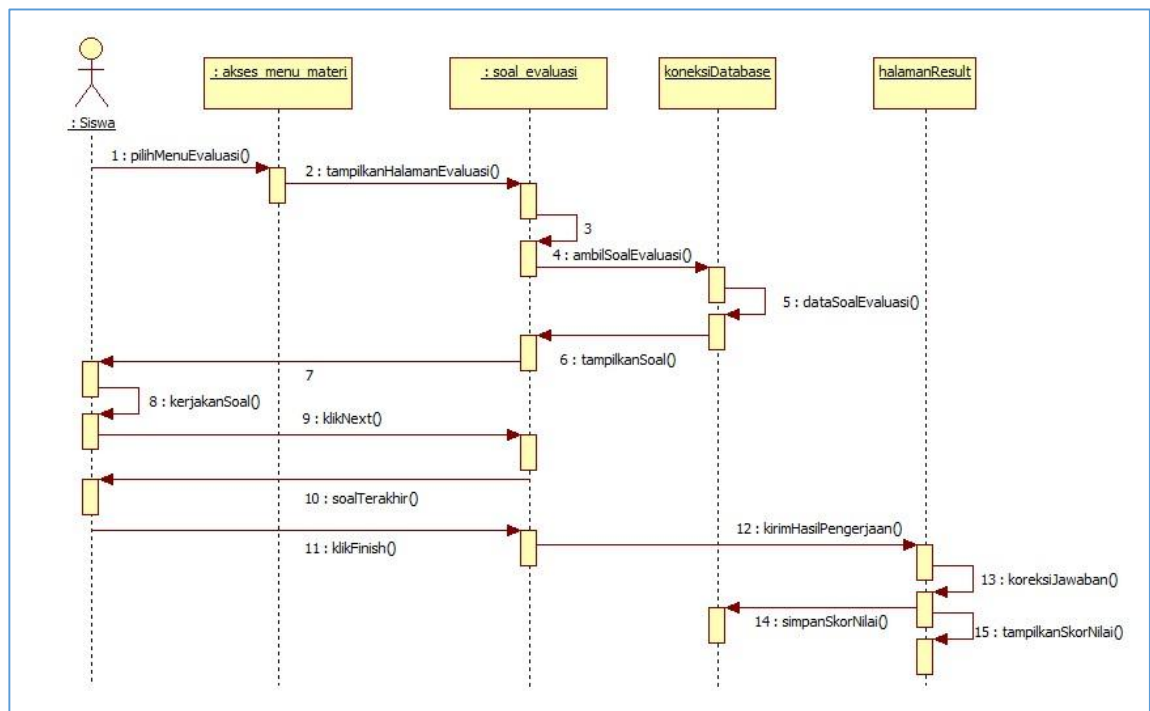 : akses_menu_materi
: soal_evaluasi
koneksiDatabase
halamanResult
: Siswa
1 : pilihMenuEvaluasi()
2 : tampilkanHalamanEvaluasi()
3
4 : ambilSoalEvaluasi()
5 : dataSoalEvaluasi()
6 : tampilkanSoal()
7
8 : kerjakanSoal()
9 : klikNext()
10 : soalTerakhir()
11 : klikFinish()
12 : kirimHasilPengerjaan()
13 : koreksiJawaban()
14 : simpanSkorNilai()
15 : tampilkanSkorNilai()